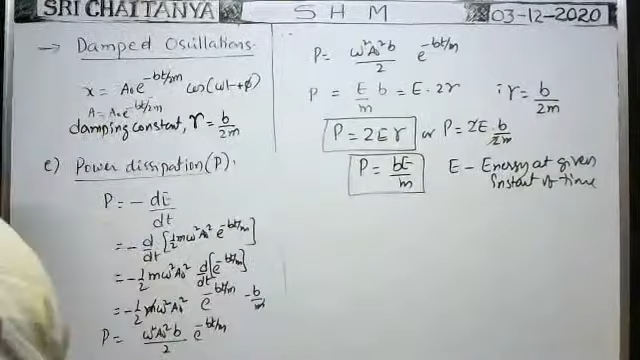 SRI CHAITANYA
S H M
03-12-2020
→ Damped Oscillations.
x = A₀e^(-bt/2m) cos(ωt+ϕ)
A = A₀e^(-bt/2m)
damping constant, γ = b/2m
e) Power dissipation (P):
P = - dE/dt
= - d/dt [½mω²A₀² e^(-bt/m)]
= -½mω²A₀² d/dt [e^(-bt/m)]
= -½mω²A₀² e^(-bt/m) -b/m
P = ω²A₀²b/2 e^(-bt/m)
P = ω²A₀²b/2 e^(-bt/m)
P = E/m b = E·2γ ; γ = b/2m
P = 2Eγ or P = 2E·b/2m
P = bE/m
E - Energy at given
instant of time